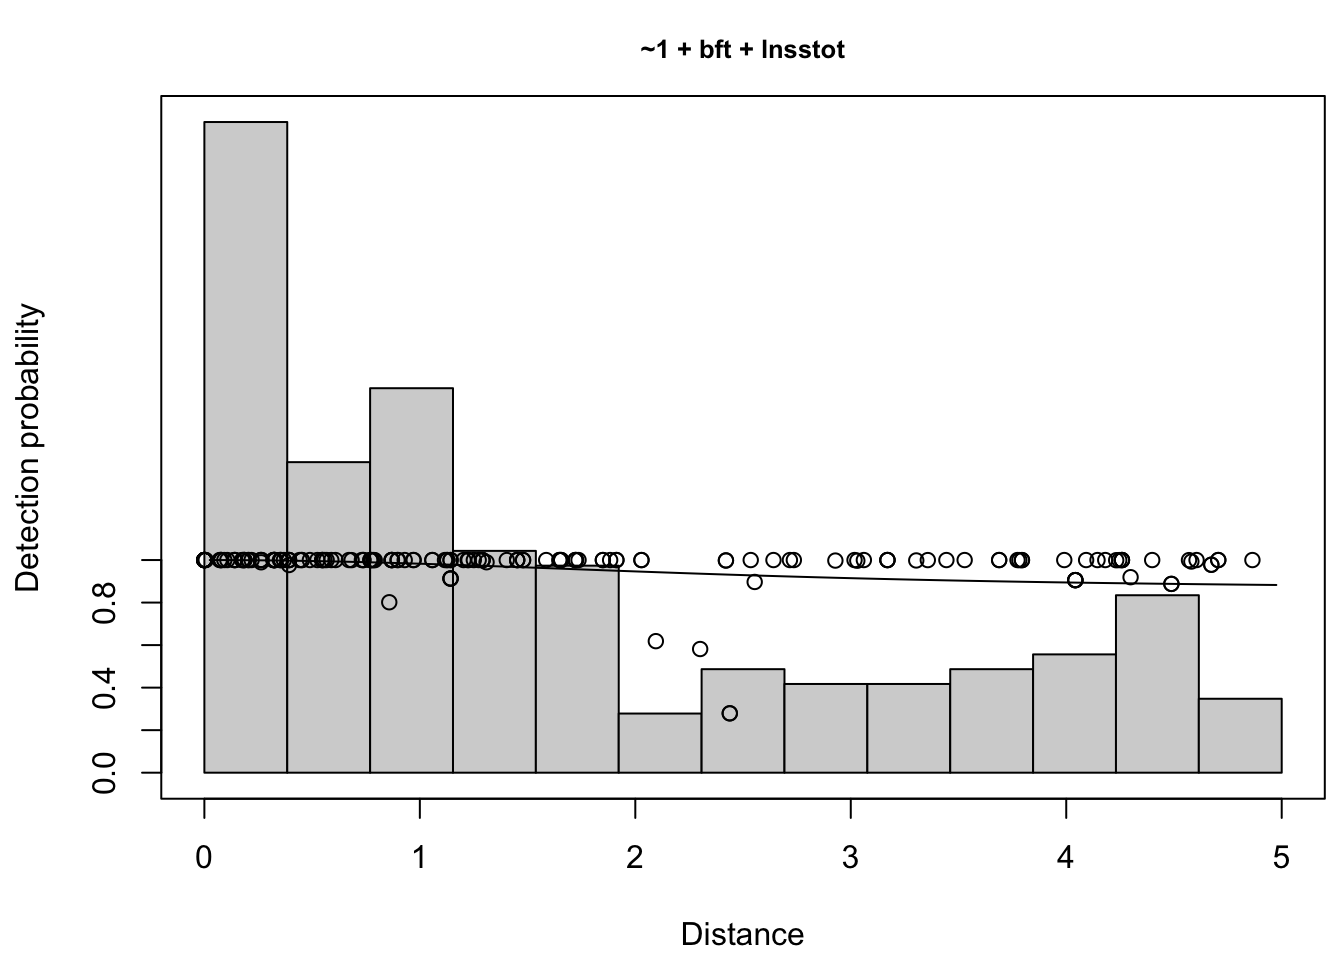 ~1 + bft + lnsstot
Detection probability
0.8
0.4
0.0
0 1 2 3 4 5
Distance